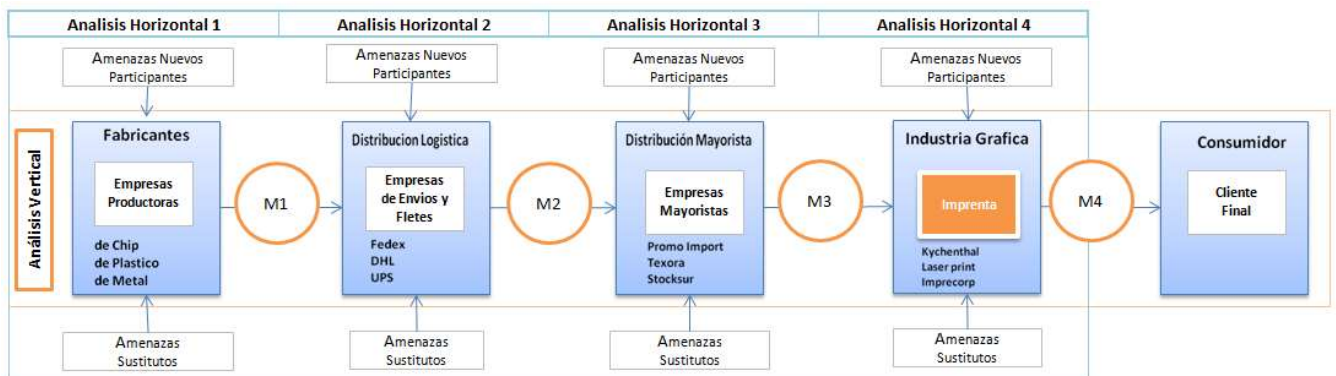 Analisis Horizontal 1
Analisis Horizontal 2
Analisis Horizontal 3
Analisis Horizontal 4
Amenazas Nuevos
Participantes
Amenazas Nuevos
Participantes
Amenazas Nuevos
Participantes
Amenazas Nuevos
Participantes
Análisis Vertical
Fabricantes
Empresas
Productoras
de Chip
de Plastico
de Metal
M1
Distribucion Logistica
Empresas
de Envios y
Fletes
Fedex
DHL
UPS
M2
Distribución Mayorista
Empresas
Mayoristas
Promo Import
Texora
Stocksur
M3
Industria Grafica
Imprenta
Kychenthal
Laser print
Imprecorp
M4
Consumidor
Cliente
Final
Amenazas
Sustitutos
Amenazas
Sustitutos
Amenazas
Sustitutos
Amenazas
Sustitutos